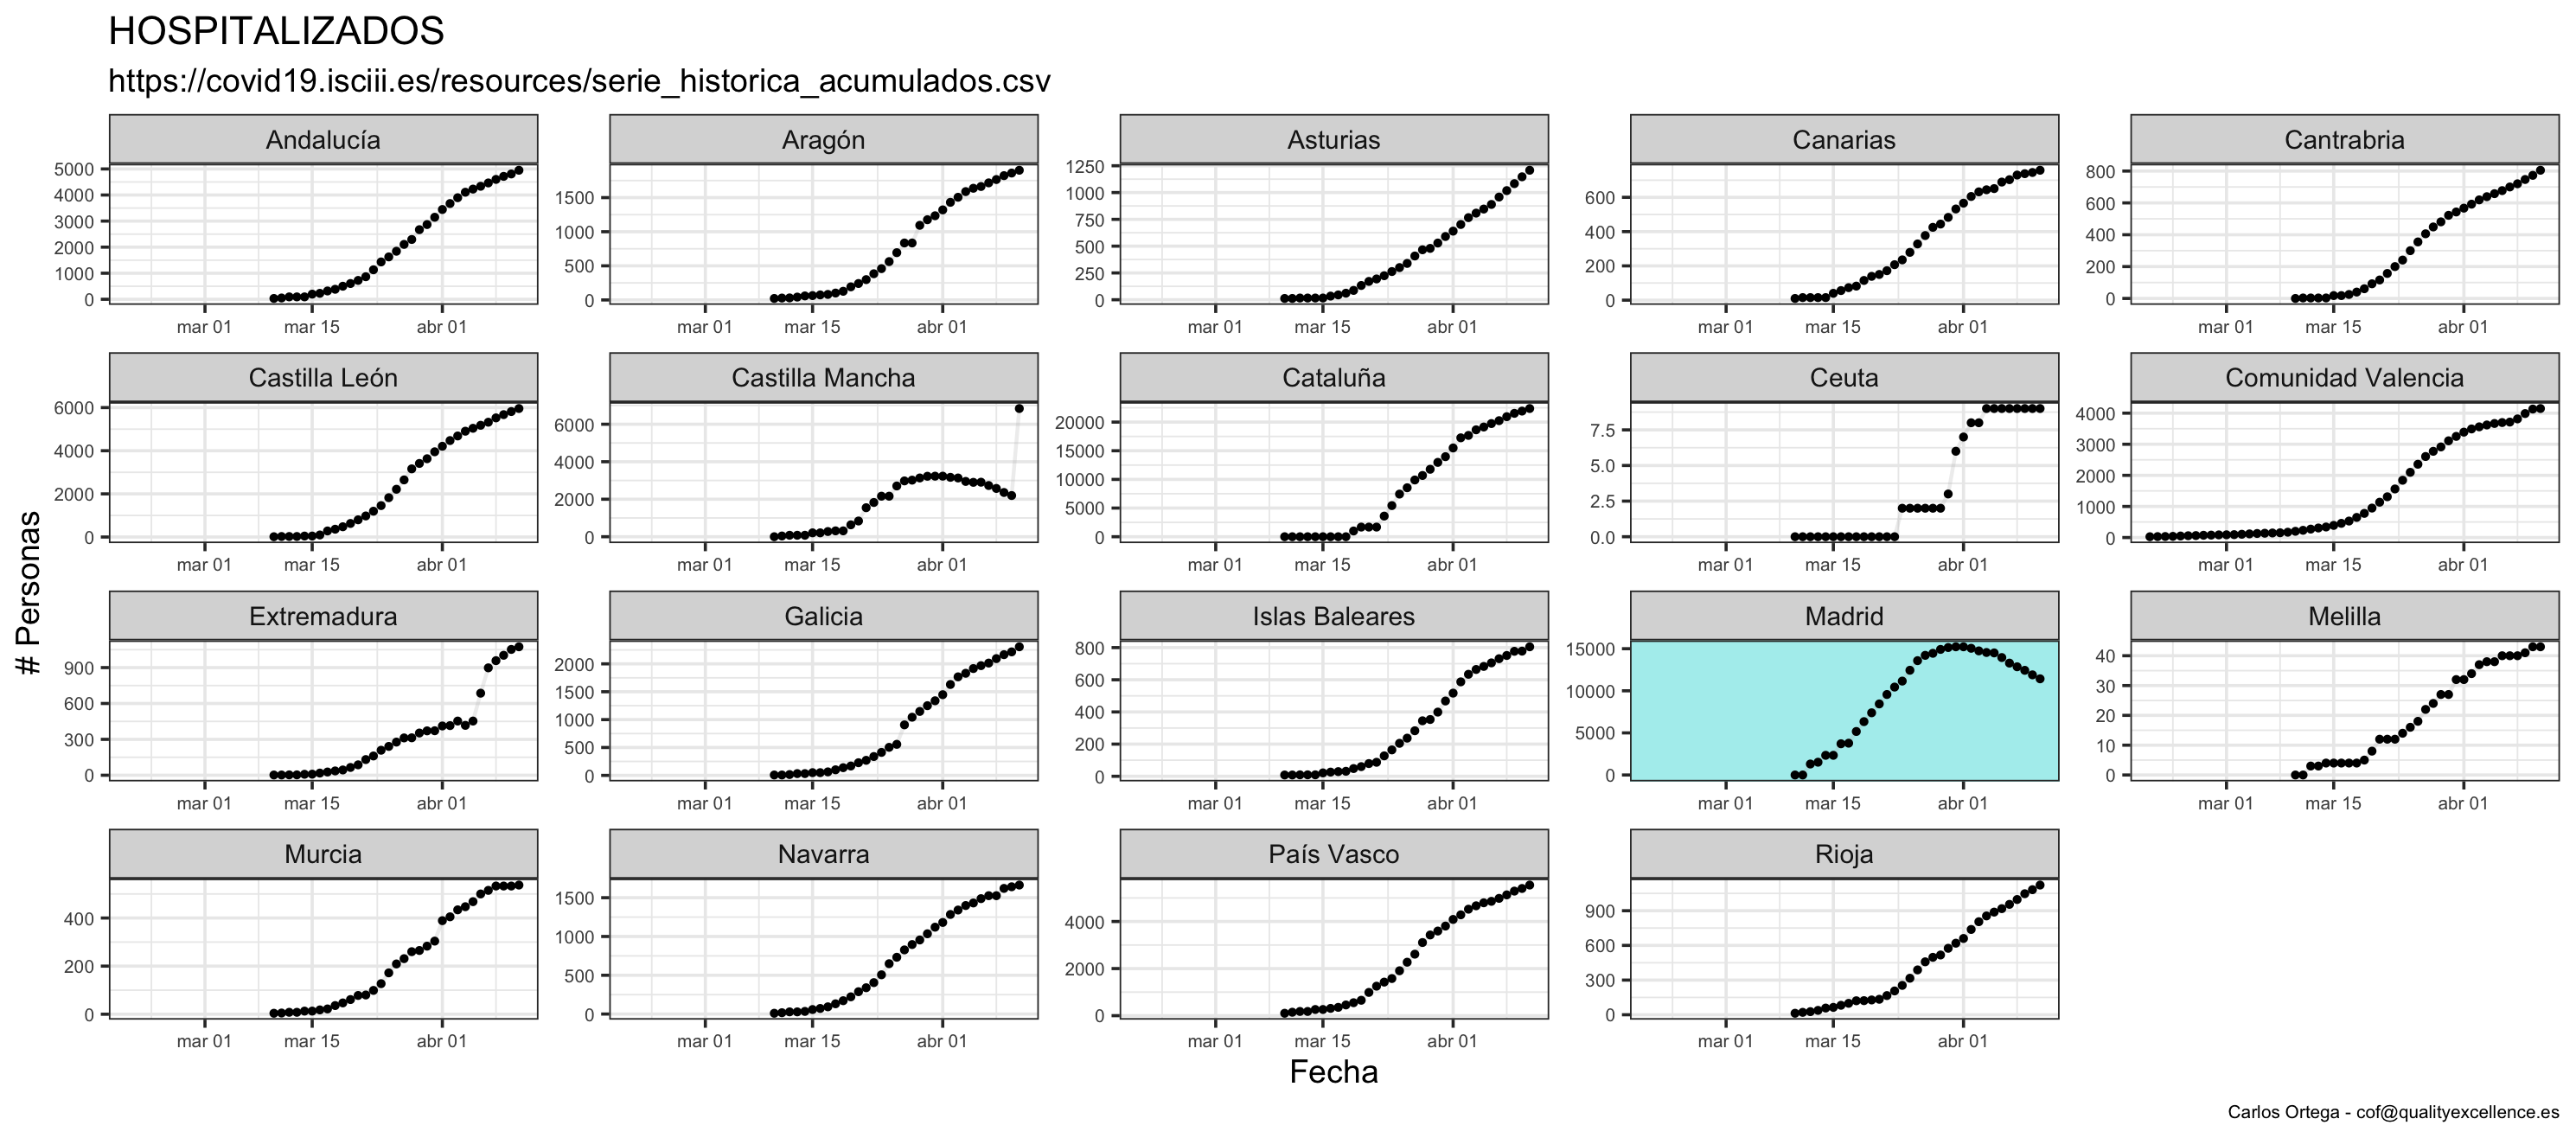 HOSPITALIZADOS
https://covid19.isciii.es/resources/serie_historica_acumulados.csv
# Personas
Andalucía
5000
4000
3000
2000
1000
0
mar 01 mar 15 abr 01
Aragón
1500
1000
500
0
mar 01 mar 15 abr 01
Asturias
1250
1000
750
500
250
0
mar 01 mar 15 abr 01
Canarias
600
400
200
0
mar 01 mar 15 abr 01
Cantrabria
800
600
400
200
0
mar 01 mar 15 abr 01
Castilla León
6000
4000
2000
0
mar 01 mar 15 abr 01
Castilla Mancha
6000
4000
2000
0
mar 01 mar 15 abr 01
Cataluña
20000
15000
10000
5000
0
mar 01 mar 15 abr 01
Ceuta
7.5
5.0
2.5
0.0
mar 01 mar 15 abr 01
Comunidad Valencia
4000
3000
2000
1000
0
mar 01 mar 15 abr 01
Extremadura
900
600
300
0
mar 01 mar 15 abr 01
Galicia
2000
1500
1000
500
0
mar 01 mar 15 abr 01
Islas Baleares
800
600
400
200
0
mar 01 mar 15 abr 01
Madrid
15000
10000
5000
0
mar 01 mar 15 abr 01
Melilla
40
30
20
10
0
mar 01 mar 15 abr 01
Murcia
400
200
0
mar 01 mar 15 abr 01
Navarra
1500
1000
500
0
mar 01 mar 15 abr 01
País Vasco
4000
2000
0
mar 01 mar 15 abr 01
Rioja
900
600
300
0
mar 01 mar 15 abr 01
Fecha
Carlos Ortega - cof@qualityexcellence.es